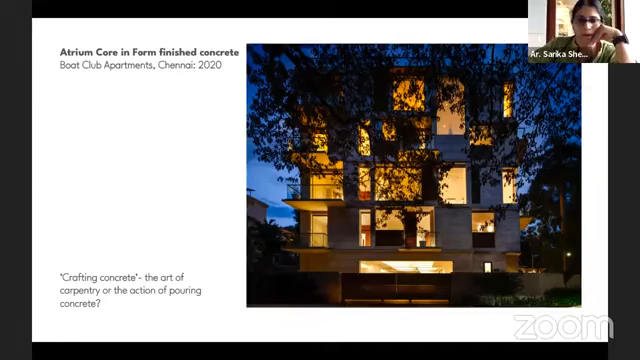 Atrium Core in Form finished concrete
Boat Club Apartments, Chennai: 2020
'Crafting concrete'- the art of
carpentry or the action of pouring
concrete?
Ar. Sarika She...
zoom